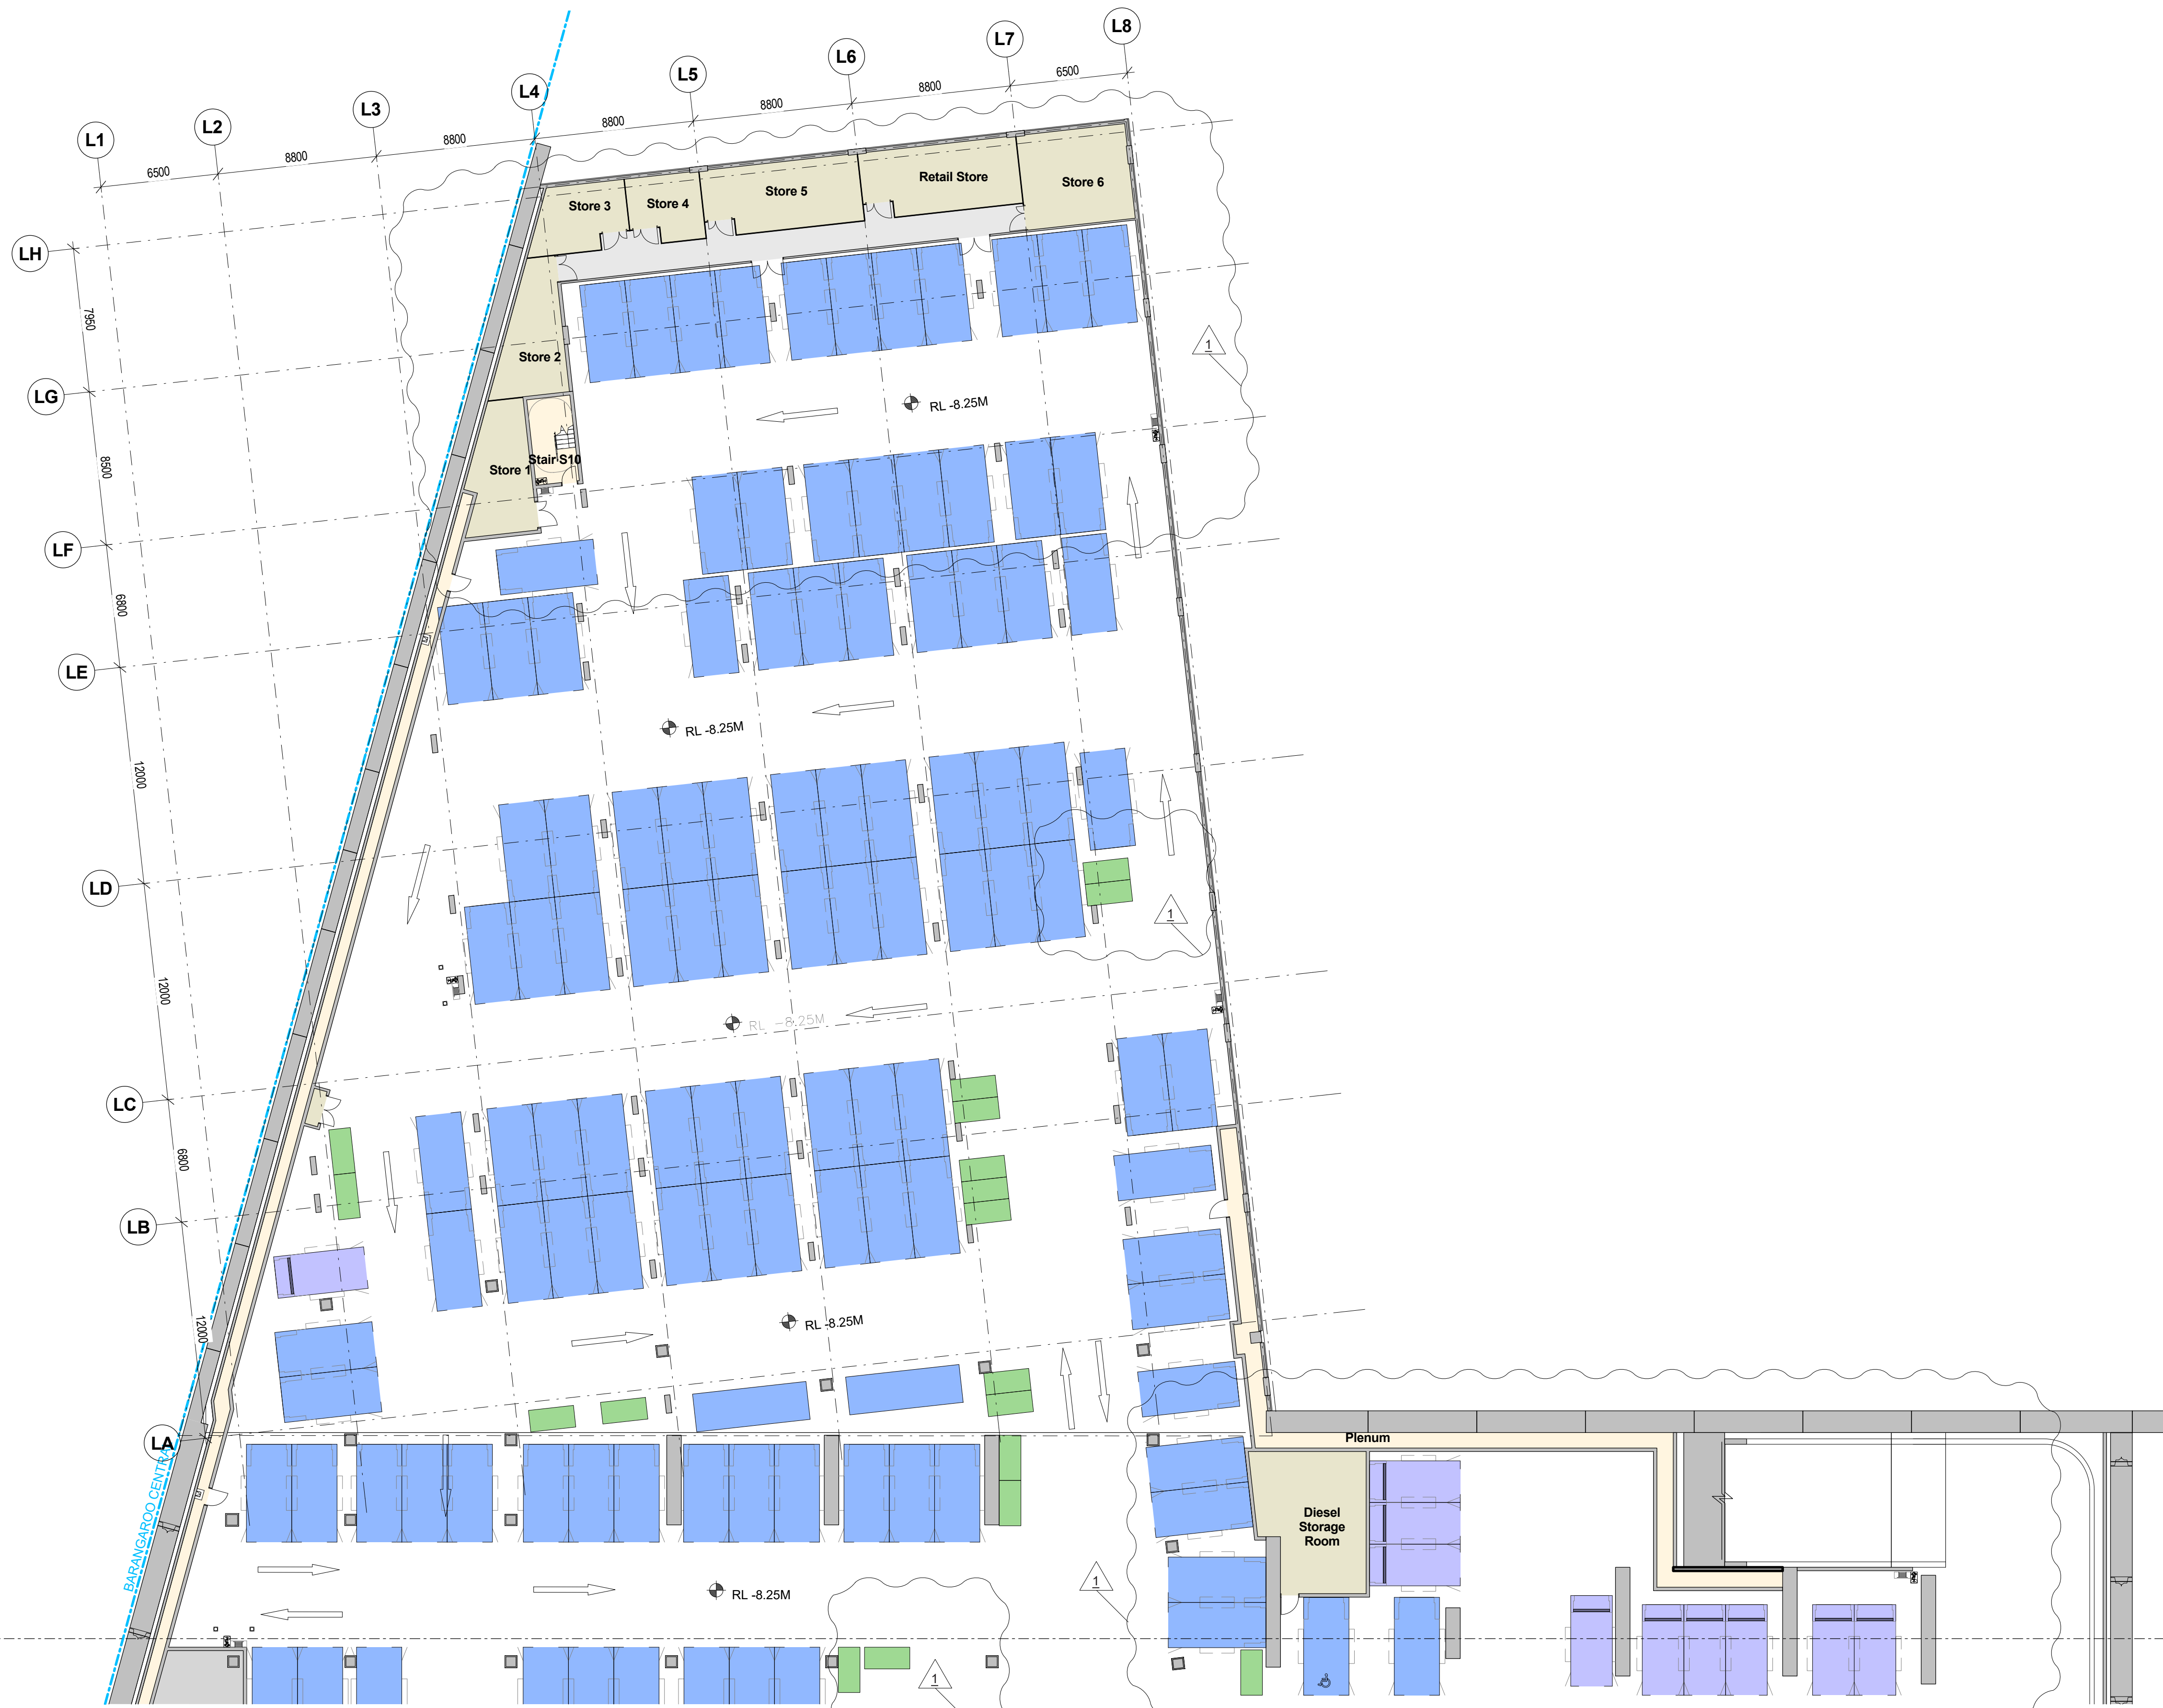 L8
L7
L6
L5
L4
L3
L2
L1
6500
8800
8800
8800
8800
8800
6500
LH
LG
LF
LE
LD
LC
LB
LA
7950
8500
6800
12000
12000
6800
12000
Store 3
Store 4
Store 5
Retail Store
Store 6
Store 2
Store 1
Stair S10
1
RL -8.25M
RL -8.25M
1
RL -8.25M
RL -8.25M
BARANGAROO CENTRAL
Plenum
Diesel
Storage
Room
RL -8.25M
1
1